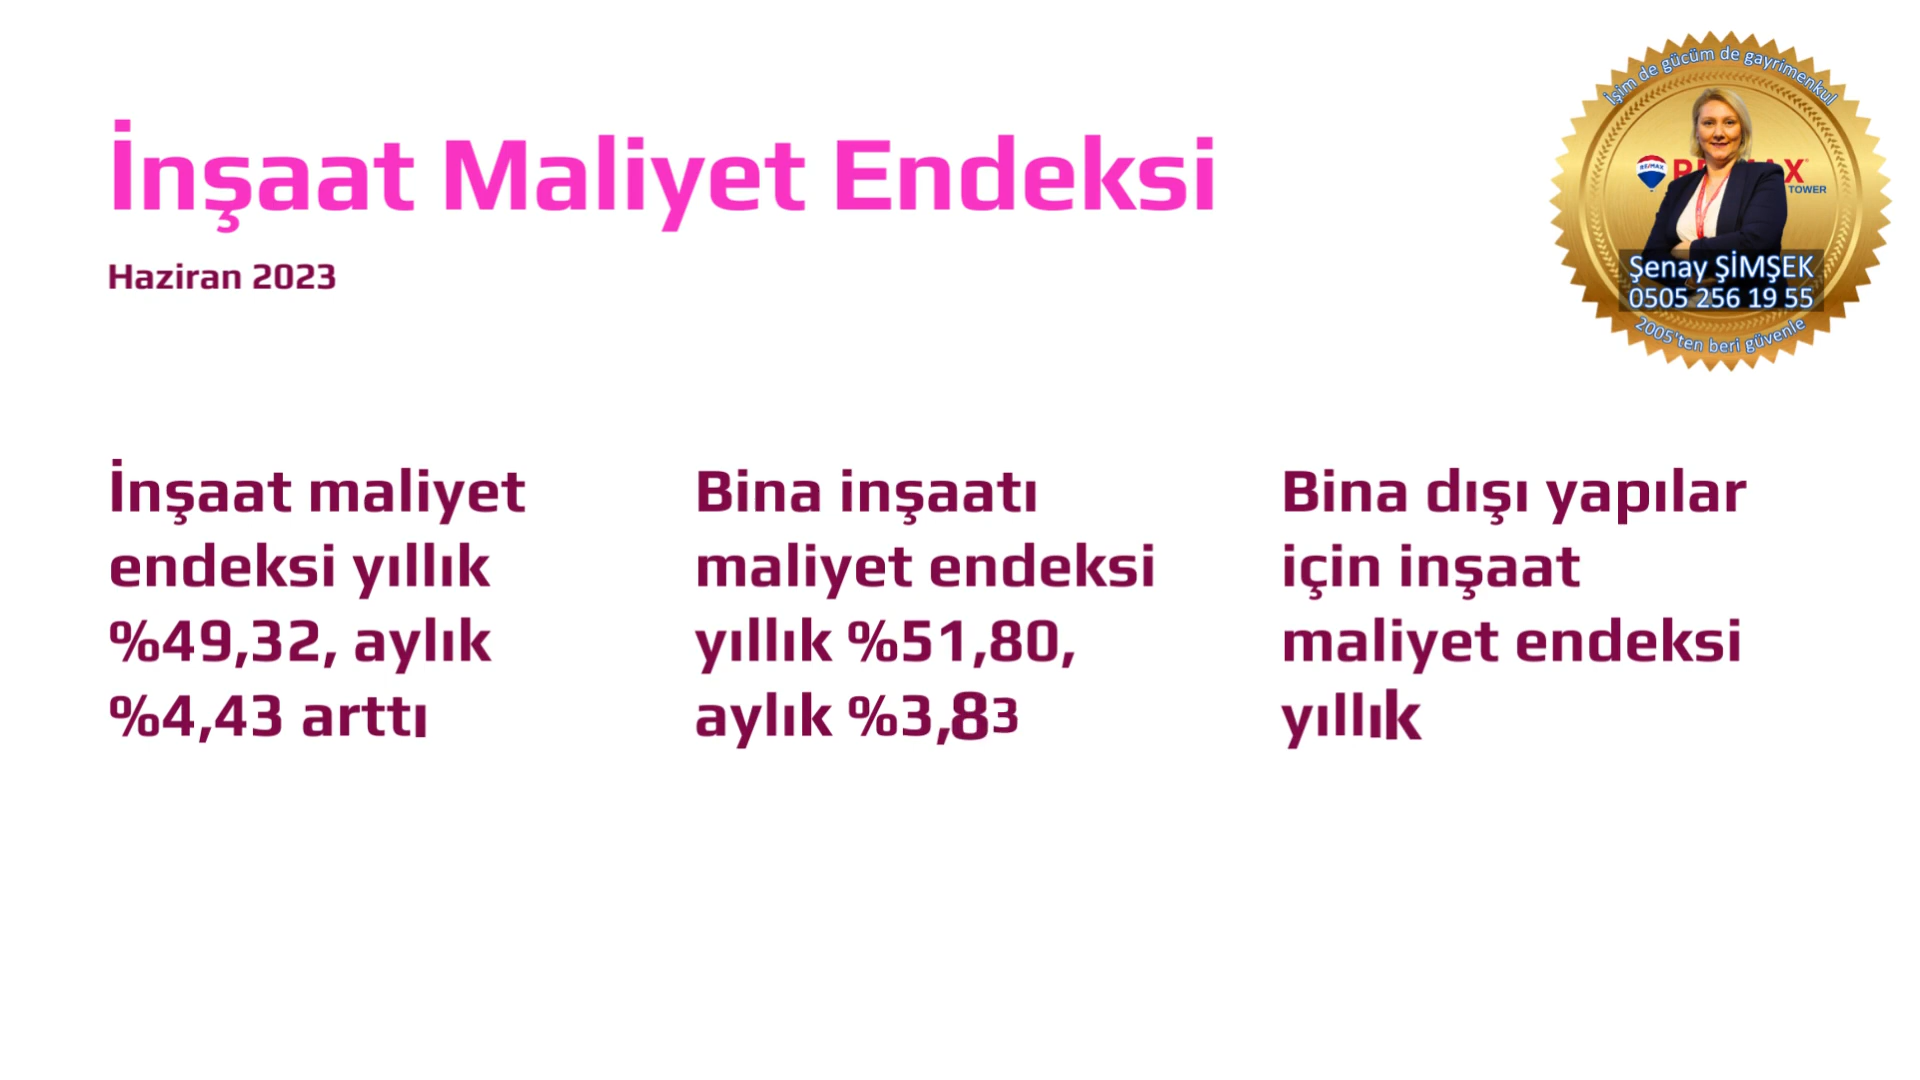 İnşaat Maliyet Endeksi
Haziran 2023
İşim de gücüm de gayrimenkul
RE/MAX
TOWER
Şenay ŞİMŞEK
0505 256 19 55
2005'ten beri güvenle
İnşaat maliyet
endeksi yıllık
%49,32, aylık
%4,43 arttı
Bina inşaatı
maliyet endeksi
yıllık %51,80,
aylık %3,83
Bina dışı yapılar
için inşaat
maliyet endeksi
yıllık